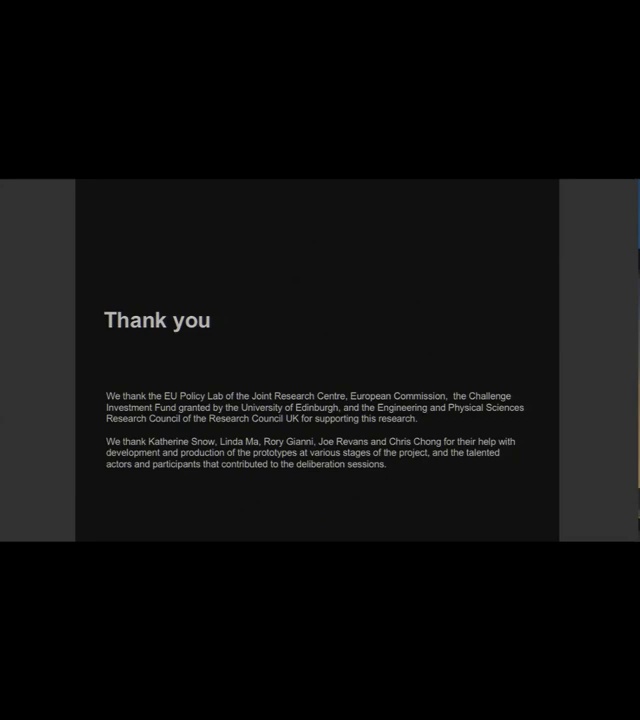 Thank you
We thank the EU Policy Lab of the Joint Research Centre, European Commission, the Challenge
Investment Fund granted by the University of Edinburgh, and the Engineering and Physical Sciences
Research Council of the Research Council UK for supporting this research.
We thank Katherine Snow, Linda Ma, Rory Gianni, Joe Revans and Chris Chong for their help with
development and production of the prototypes at various stages of the project, and the talented
actors and participants that contributed to the deliberation sessions.